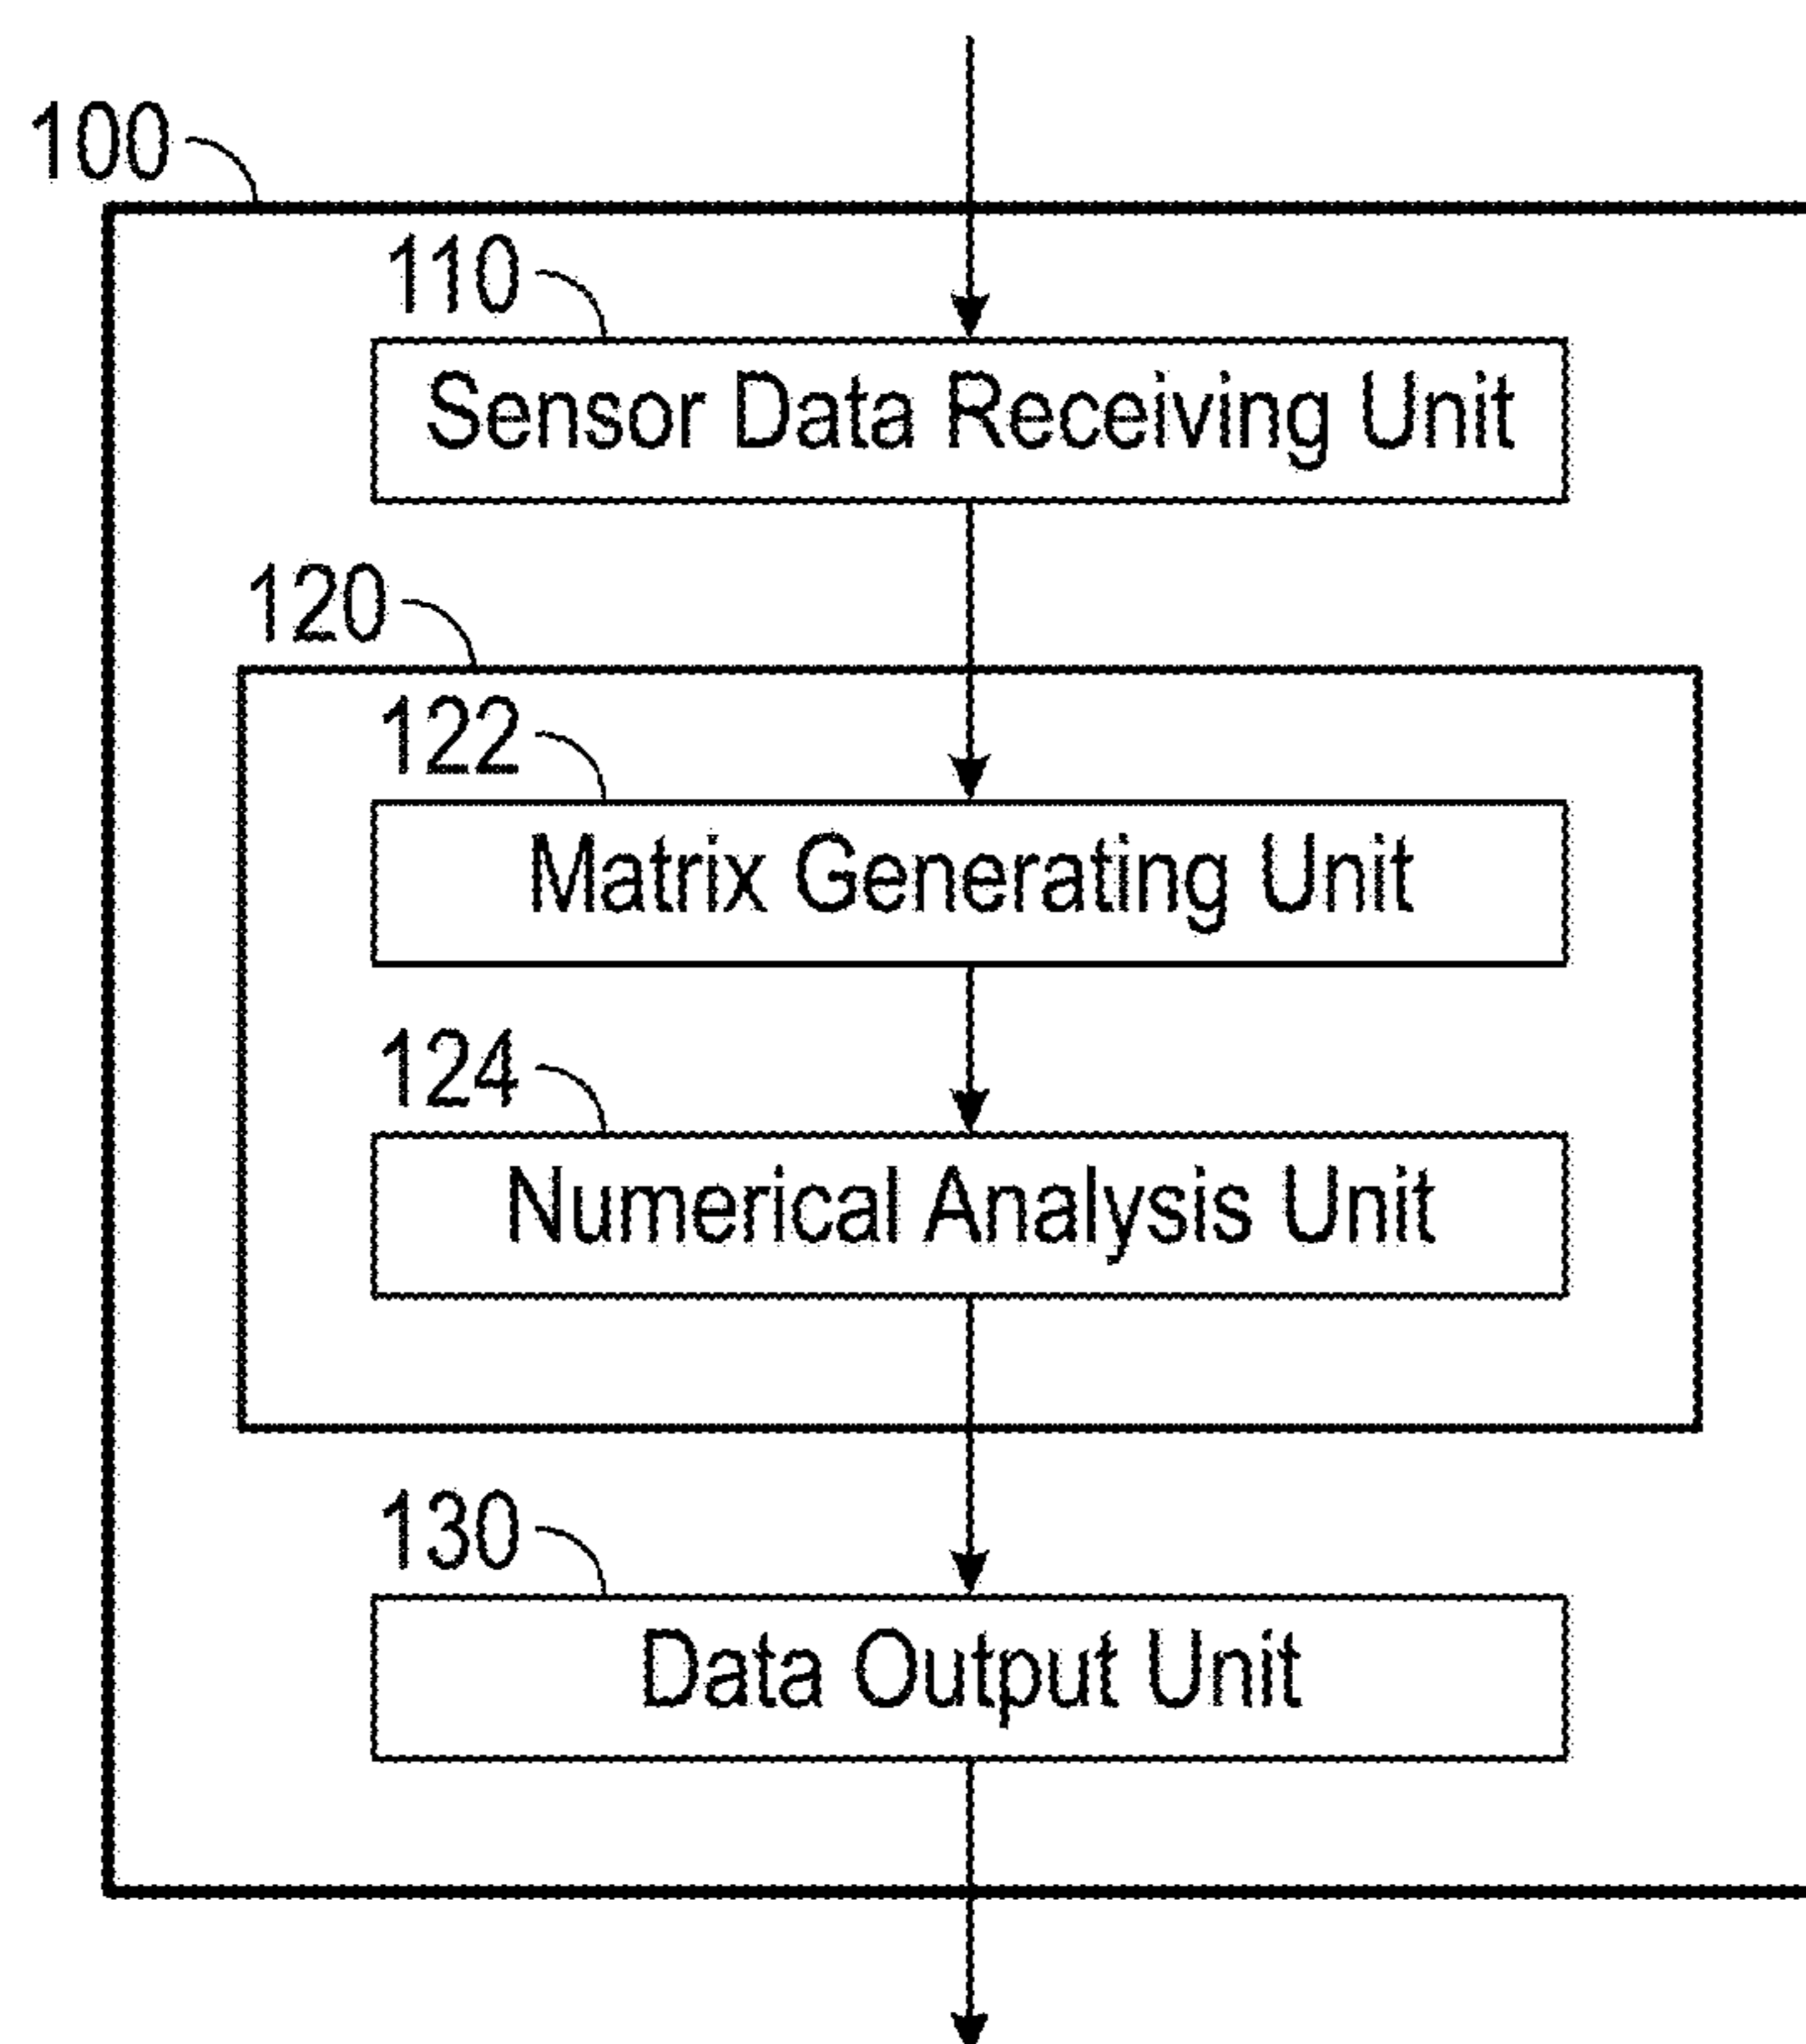 100
110
Sensor Data Receiving Unit
120
122
Matrix Generating Unit
124
Numerical Analysis Unit
130
Data Output Unit